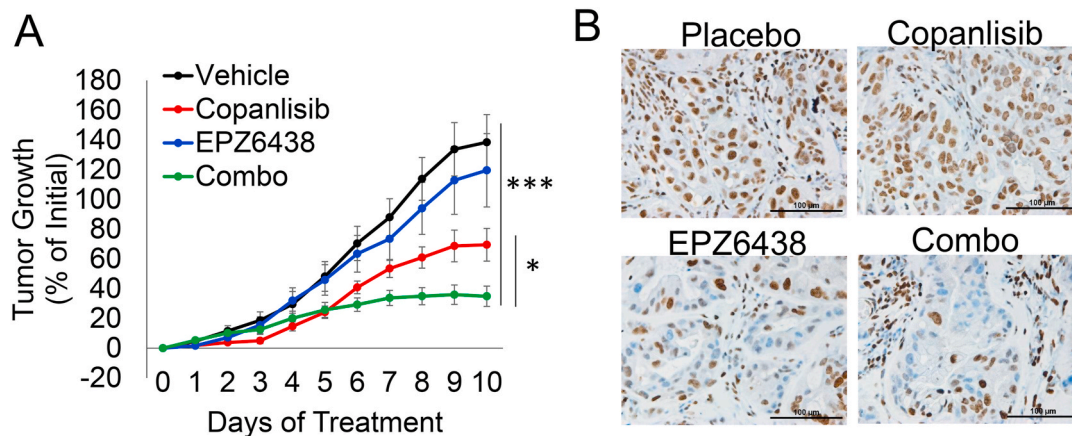 A
180
160
140
120
100
80
60
40
20
0
-20
Tumor Growth
(% of Initial)
Vehicle
Copanlisib
EPZ6438
Combo
***
*
0 1 2 3 4 5 6 7 8 9 10
Days of Treatment
B
Placebo
Copanlisib
100 µm
100 µm
EPZ6438
Combo
100 µm
100 µm